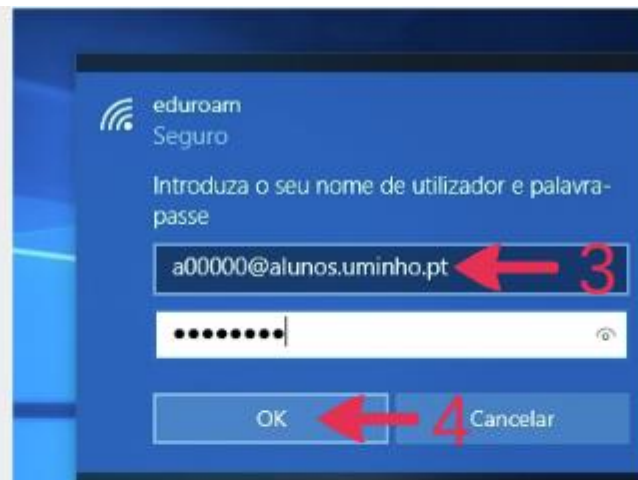 eduroam
Seguro
Introduza o seu nome de utilizador e palavra-
passe
a00000@alunos.uminho.pt 3
••••••••
OK 4 Cancelar